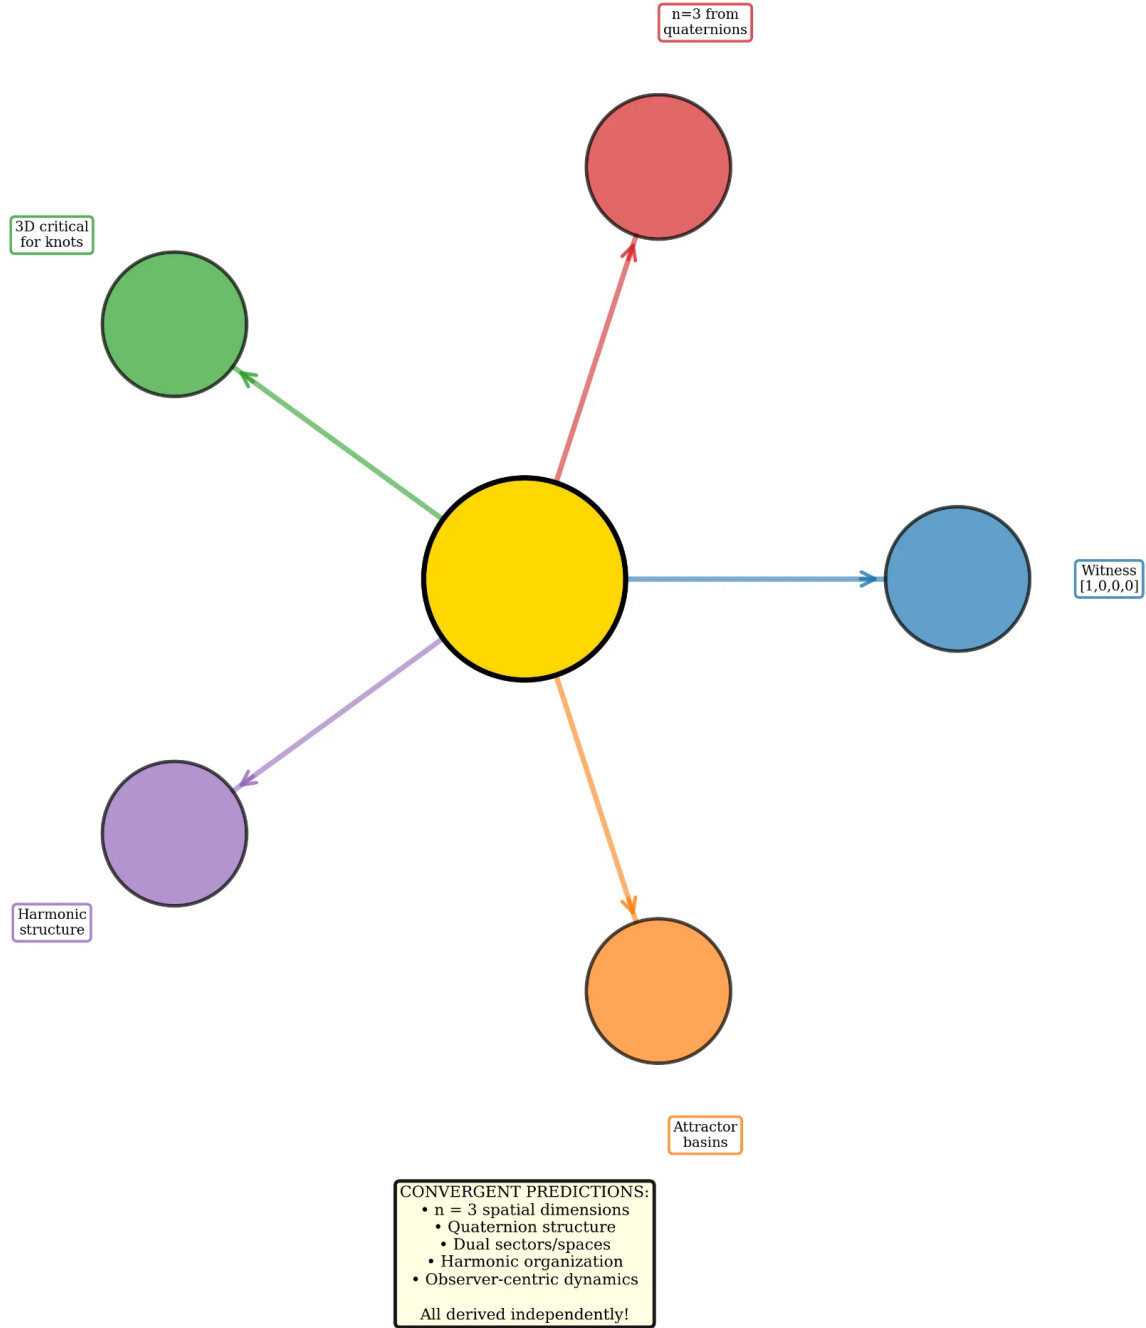 n=3 from
quaternions
3D critical
for knots
Witness
[1,0,0,0]
Harmonic
structure
Attractor
basins
CONVERGENT PREDICTIONS:
• n = 3 spatial dimensions
• Quaternion structure
• Dual sectors/spaces
• Harmonic organization
• Observer-centric dynamics
All derived independently!